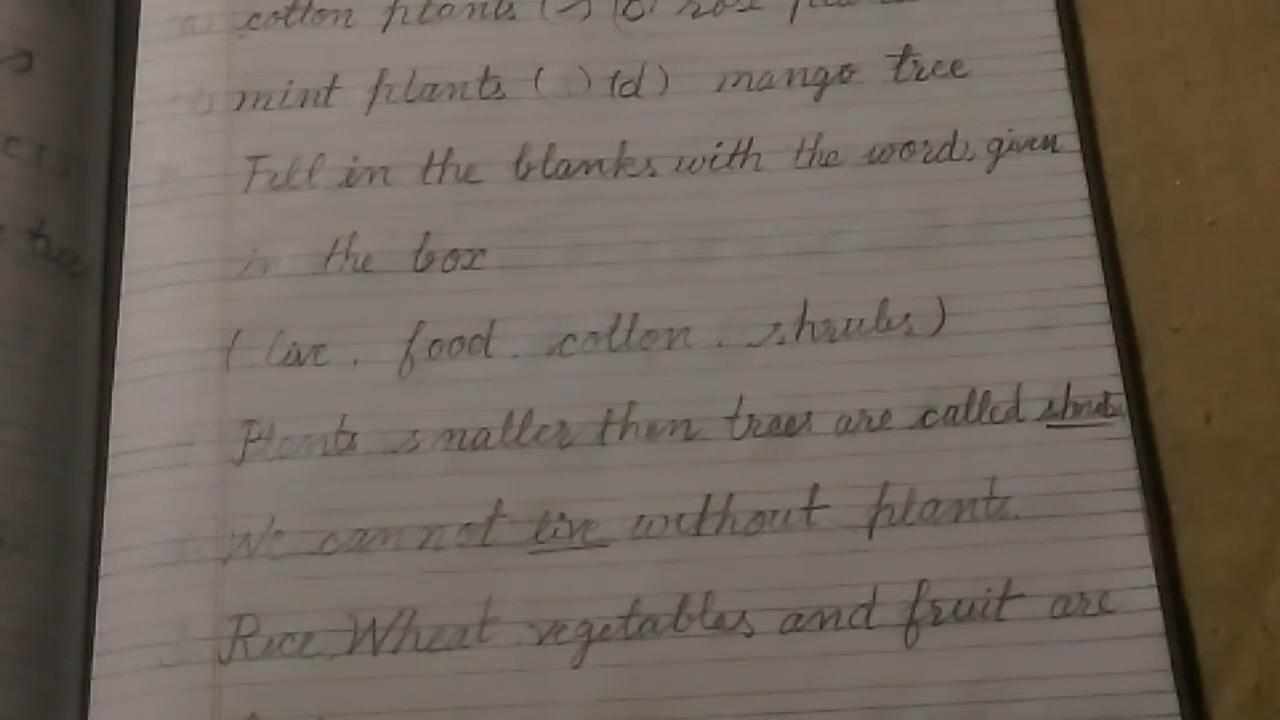 cotton plants ( ) (c)
mint plants ( ) (d) mango tree
Fill in the blanks with the words given
in the box
( live, food. cotton. shrubs )
Plants smaller then trees are called shrubs
We cannot live without plants.
Rice, Wheat vegetables and fruit are